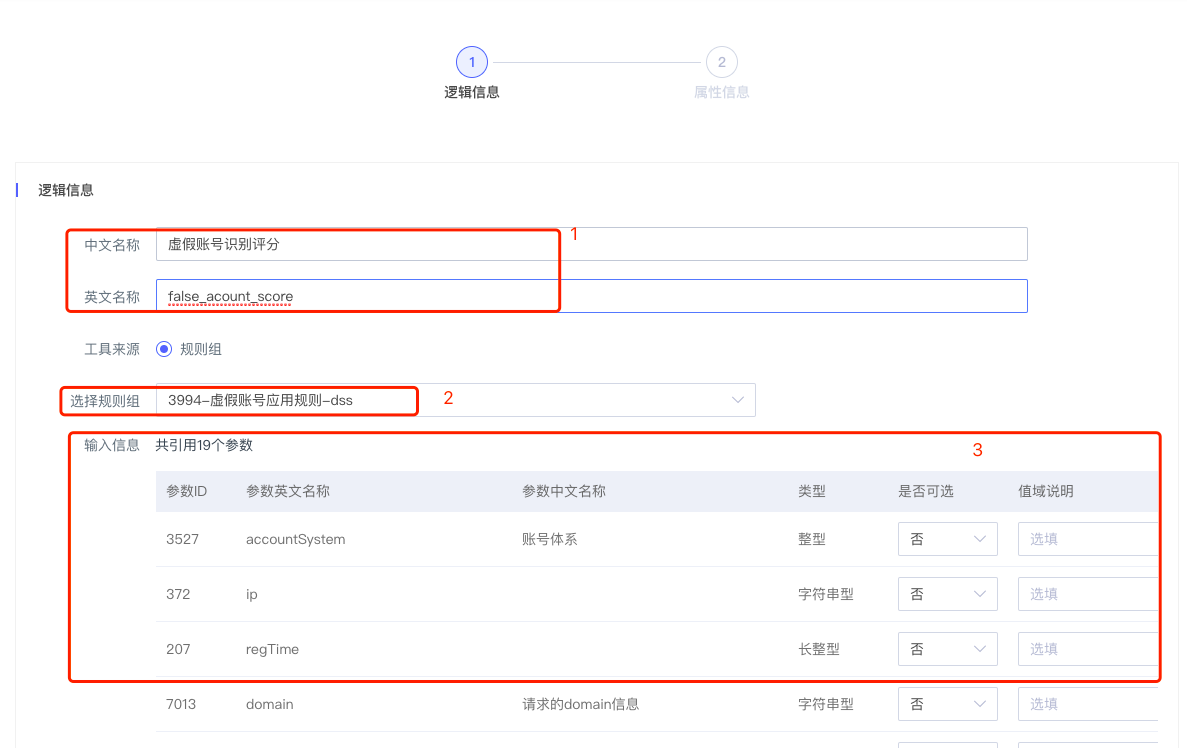 1
2
逻辑信息
属性信息
逻辑信息
中文名称 虚假账号识别评分 1
英文名称 false_acount_score
工具来源 规则组
选择规则组 3994-虚假账号应用规则-dss 2
输入信息 共引用19个参数 3
参数ID 参数英文名称 参数中文名称 类型 是否可选 值域说明
3527 accountSystem 账号体系 整型 否 选填
372 ip 字符串型 否 选填
207 regTime 长整型 否 选填
7013 domain 请求的domain信息 字符串型 否 选填